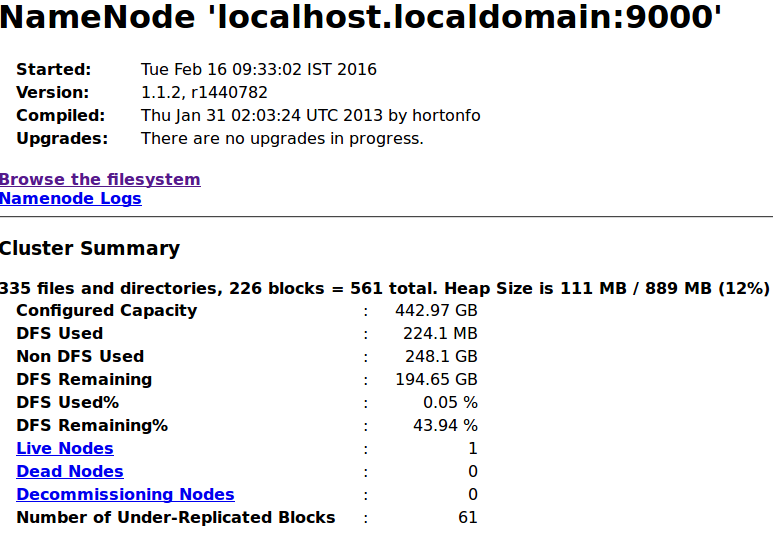 NameNode 'localhost.localdomain:9000'
Started: Tue Feb 16 09:33:02 IST 2016
Version: 1.1.2, r1440782
Compiled: Thu Jan 31 02:03:24 UTC 2013 by hortonfo
Upgrades: There are no upgrades in progress.
Browse the filesystem
Namenode Logs
Cluster Summary
335 files and directories, 226 blocks = 561 total. Heap Size is 111 MB / 889 MB (12%)
Configured Capacity : 442.97 GB
DFS Used : 224.1 MB
Non DFS Used : 248.1 GB
DFS Remaining : 194.65 GB
DFS Used% : 0.05 %
DFS Remaining% : 43.94 %
Live Nodes : 1
Dead Nodes : 0
Decommissioning Nodes : 0
Number of Under-Replicated Blocks : 61